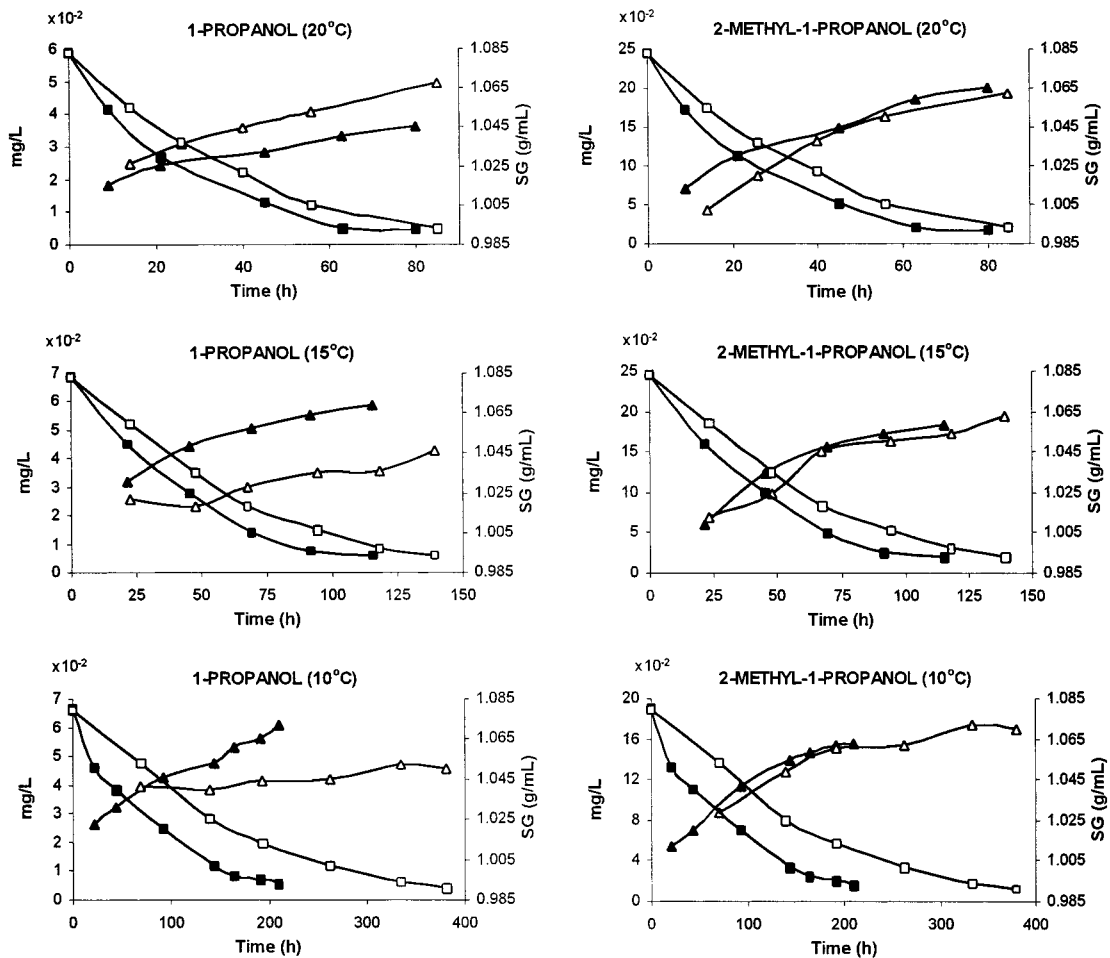 x10-2
1-PROPANOL (20oC)
6
5
4
3
2
1
0
mg/L
1.085
1.065
1.045
1.025
1.005
0.985
SG (g/mL)
0 20 40 60 80
Time (h)
x10-2
2-METHYL-1-PROPANOL (20oC)
25
20
15
10
5
0
mg/L
1.085
1.065
1.045
1.025
1.005
0.985
SG (g/mL)
0 20 40 60 80
Time (h)
x10-2
1-PROPANOL (15oC)
7
6
5
4
3
2
1
0
mg/L
1.085
1.065
1.045
1.025
1.005
0.985
SG (g/mL)
0 25 50 75 100 125 150
Time (h)
x10-2
2-METHYL-1-PROPANOL (15oC)
25
20
15
10
5
0
mg/L
1.085
1.065
1.045
1.025
1.005
0.985
SG (g/mL)
0 25 50 75 100 125 150
Time (h)
x10-2
1-PROPANOL (10oC)
7
6
5
4
3
2
1
0
mg/L
1.085
1.065
1.045
1.025
1.005
0.985
SG (g/mL)
0 100 200 300 400
Time (h)
x10-2
2-METHYL-1-PROPANOL (10oC)
20
16
12
8
4
0
mg/L
1.085
1.065
1.045
1.025
1.005
0.985
SG (g/mL)
0 100 200 300 400
Time (h)